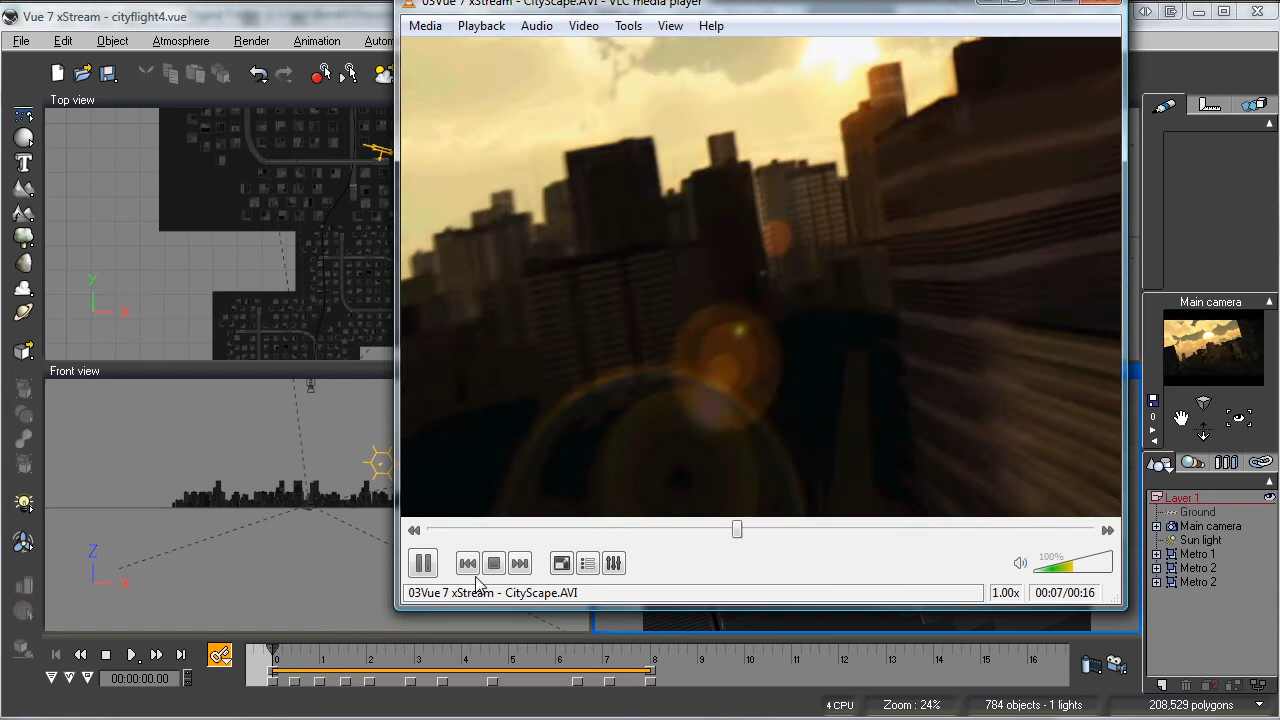 Vue 7 xStream - cityflight4.vue
03Vue 7 xStream - CityScape.AVI - VLC media player
File Edit Object Atmosphere Render Animation Autom
Media Playback Audio Video Tools View Help
Top view
Y
X
Front view
Z
X
Main camera
0
Layer 1
Ground
Main camera
Sun light
Metro 1
Metro 2
Metro 2
100%
03Vue 7 xStream - CityScape.AVI
1.00x
00:07/00:16
0 1 2 3 4 5 6 7 8 9 10 11 12 13 14 15 16
00:00:00.00
4 CPU
Zoom : 24%
784 objects - 1 lights
208.529 polygons